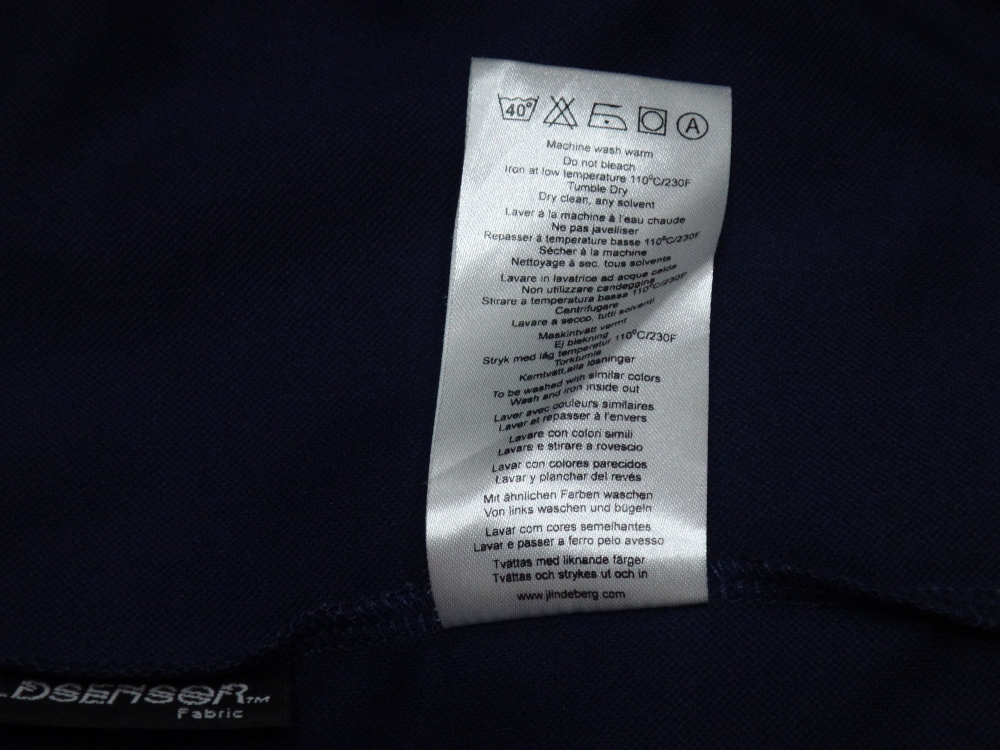 40°
A
Machine wash warm
Do not bleach
Iron at low temperature 110°C/230F
Tumble Dry
Dry clean, any solvent
Laver à la machine à l'eau chaude
Ne pas javelliser
Repasser à temperature basse 110°C/230F
Sécher à la machine
Nettoyage à sec, tous solvents
Lavare in lavatrice ad acqua calda
Non utilizzare candeggina
Stirare a temperatura bassa 110°C/230F
Centrifugare
Lavare a secco, tutti solventi
Maskintvätt varmt
Ej blekning
Stryk med låg temperatur 110°C/230F
Torktumla
Kemtvätt, alla lösningar
To be washed with similar colors
Wash and iron inside out
Laver avec couleurs similaires
Laver et repasser à l'envers
Lavare con colori simili
Lavare e stirare a rovescio
Lavar con colores parecidos
Lavar y planchar del revés
Mit ähnlichen Farben waschen
Von links waschen und bügeln
Lavar com cores semelhantes
Lavar e passer a ferro pelo avesso
Tvättas med liknande färger
Tvättas och strykes ut och in
www.jlindeberg.com
DSENSOR™
Fabric